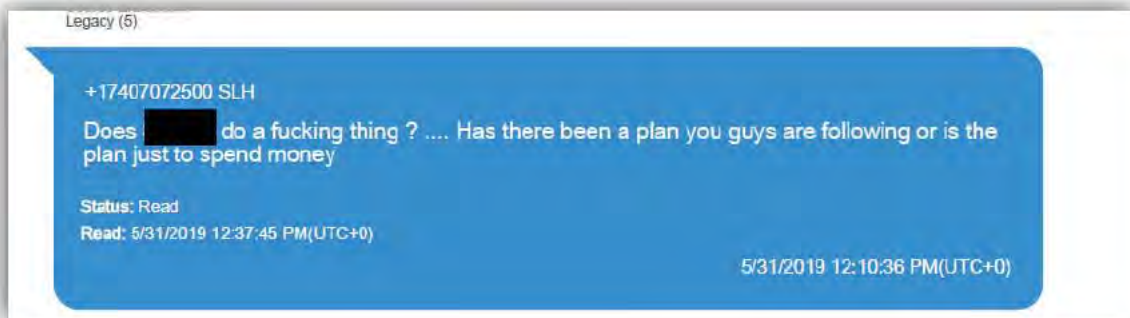 Legacy (5)
+17407072500 SLH
Does do a fucking thing ? .... Has there been a plan you guys are following or is the
plan just to spend money
Status: Read
Read: 5/31/2019 12:37:45 PM(UTC+0)
5/31/2019 12:10:36 PM(UTC+0)